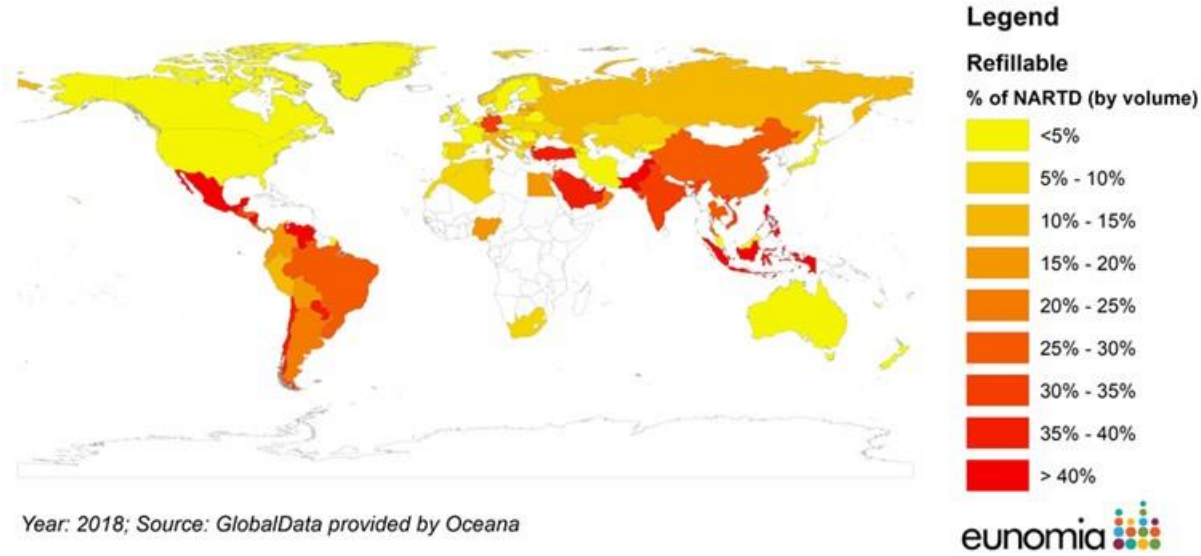 Legend
Refillable
% of NARTD (by volume)
<5%
5% - 10%
10% - 15%
15% - 20%
20% - 25%
25% - 30%
30% - 35%
35% - 40%
> 40%
Year: 2018; Source: GlobalData provided by Oceana
eunomia